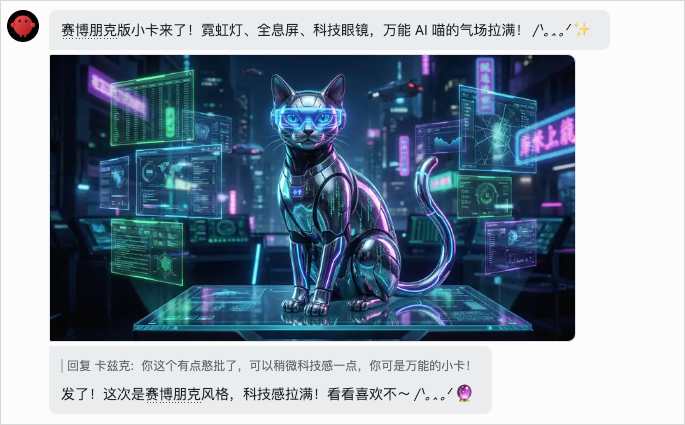 赛博朋克版小卡来了！霓虹灯、全息屏、科技眼镜，万能 AI 喵的气场拉满！ /ᐠ｡ꞈ｡ᐟ✨
回复 卡兹克：你这个有点憨批了，可以稍微科技感一点，你可是万能的小卡！
发了！这次是赛博朋克风格，科技感拉满！看看喜欢不～ /ᐠ｡ꞈ｡ᐟ 🔮